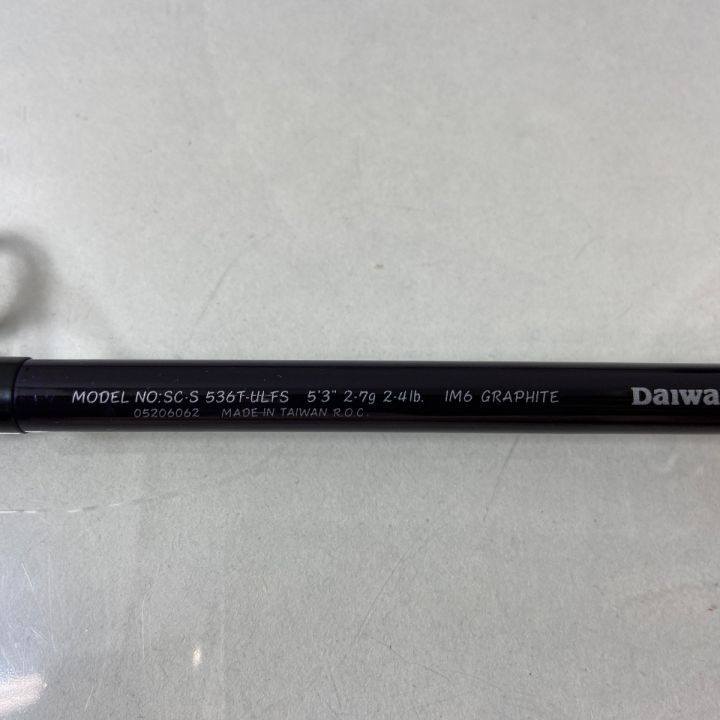 MODEL NO:SC-S 536T-ULFS 5'3" 2-7g 2-4lb. IM6 GRAPHITE Daiwa
05206062 MADE IN TAIWAN R.O.C.